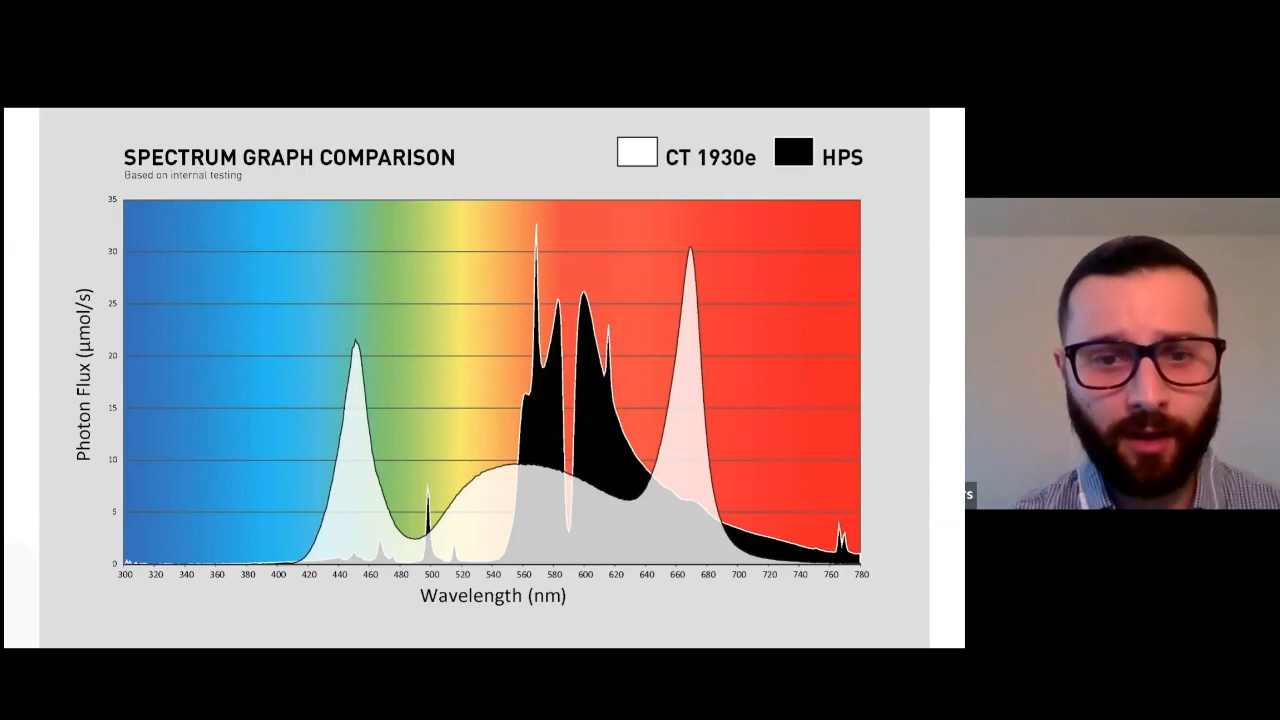 SPECTRUM GRAPH COMPARISON
Based on internal testing
CT 1930e
HPS
Photon Flux (μmol/s)
35
30
25
20
15
10
5
0
300 320 340 360 380 400 420 440 460 480 500 520 540 560 580 600 620 640 660 680 700 720 740 760 780
Wavelength (nm)